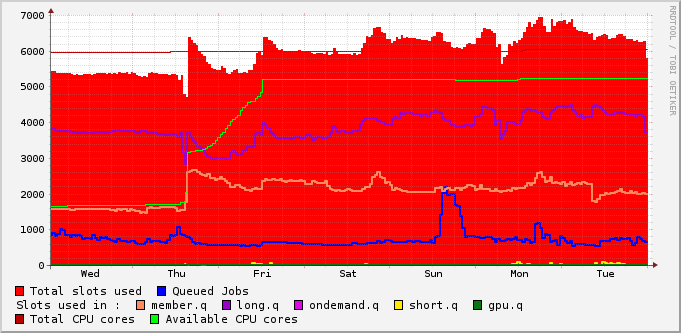 7000
6000
5000
4000
3000
2000
1000
0
Wed Thu Fri Sat Sun Mon Tue
Total slots used Queued Jobs
Slots used in : member.q long.q ondemand.q short.q gpu.q
Total CPU cores Available CPU cores
RRDTOOL / TOBI OETIKER